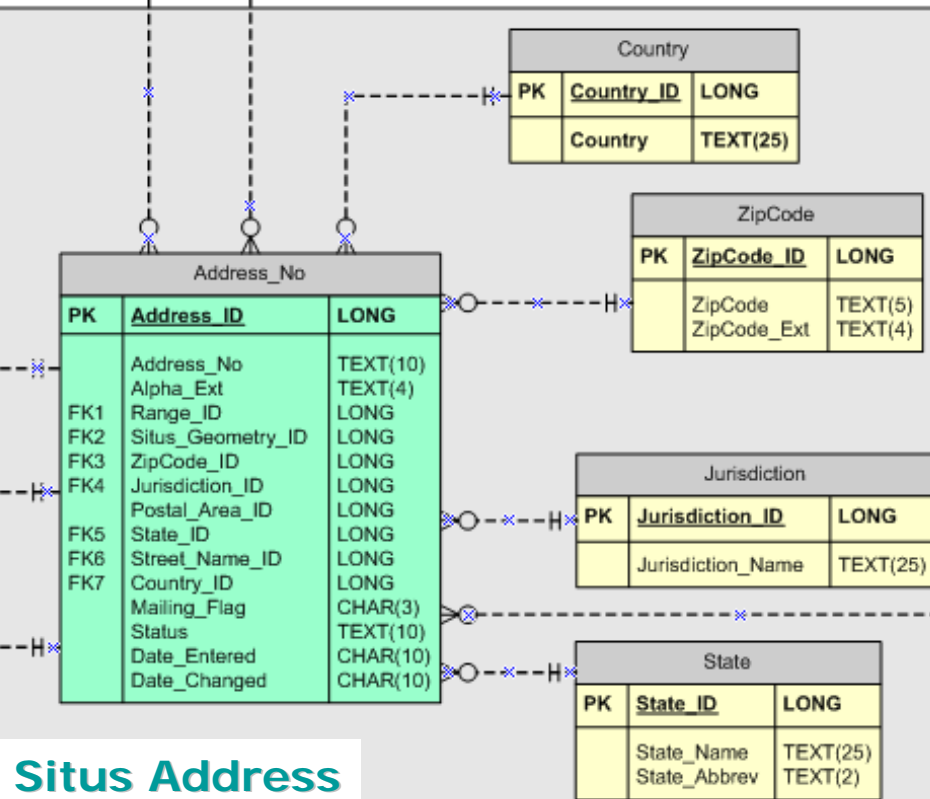 Country
PK Country_ID LONG
Country TEXT(25)
ZipCode
PK ZipCode_ID LONG
ZipCode TEXT(5)
ZipCode_Ext TEXT(4)
Address_No
PK Address_ID LONG
Address_No TEXT(10)
Alpha_Ext TEXT(4)
FK1 Range_ID LONG
FK2 Situs_Geometry_ID LONG
FK3 ZipCode_ID LONG
FK4 Jurisdiction_ID LONG
Postal_Area_ID LONG
FK5 State_ID LONG
FK6 Street_Name_ID LONG
FK7 Country_ID LONG
Mailing_Flag CHAR(3)
Status TEXT(10)
Date_Entered CHAR(10)
Date_Changed CHAR(10)
Jurisdiction
PK Jurisdiction_ID LONG
Jurisdiction_Name TEXT(25)
State
PK State_ID LONG
State_Name TEXT(25)
State_Abbrev TEXT(2)
Situs Address